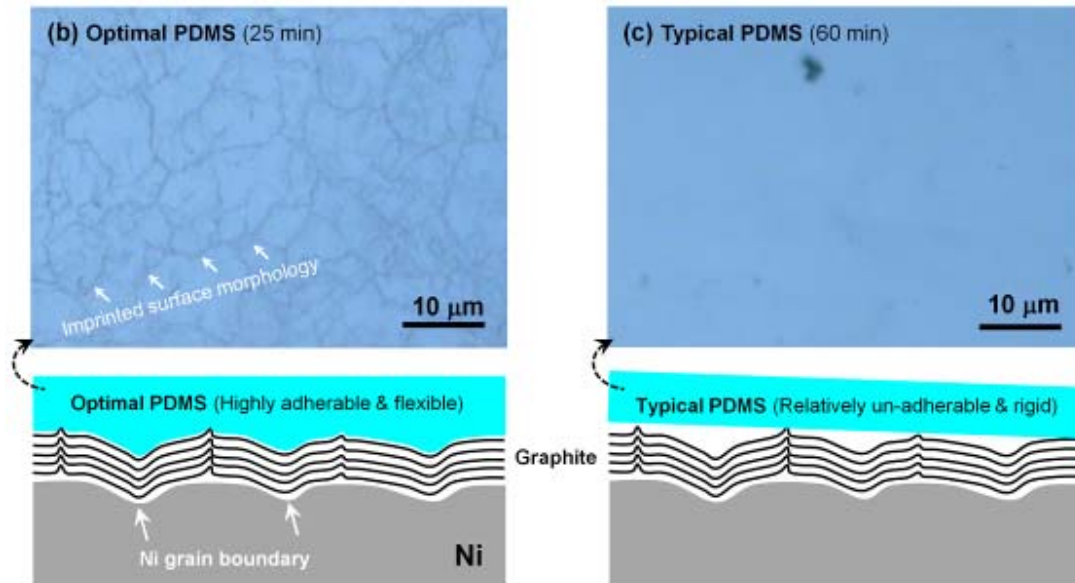 (b) Optimal PDMS (25 min)
Imprinted surface morphology
10 μm
(c) Typical PDMS (60 min)
10 μm
Optimal PDMS (Highly adherable & flexible)
Typical PDMS (Relatively un-adherable & rigid)
Graphite
Ni grain boundary
Ni